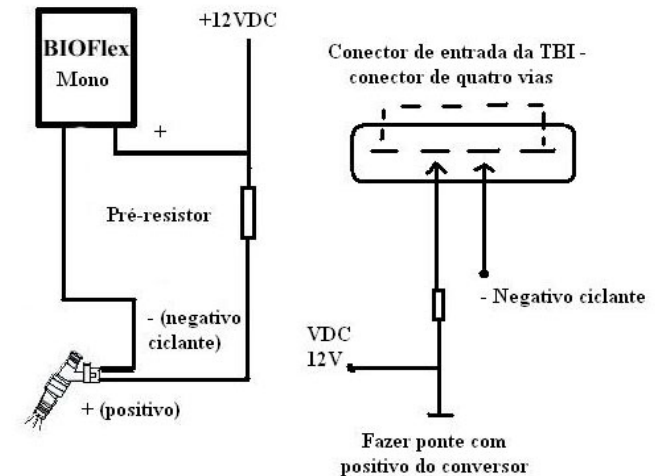 BIOFlex
Mono
+12VDC
+
Pré-resistor
- (negativo
ciclante)
+ (positivo)
Conector de entrada da TBI -
conector de quatro vias
- Negativo ciclante
VDC
12V
Fazer ponte com
positivo do conversor